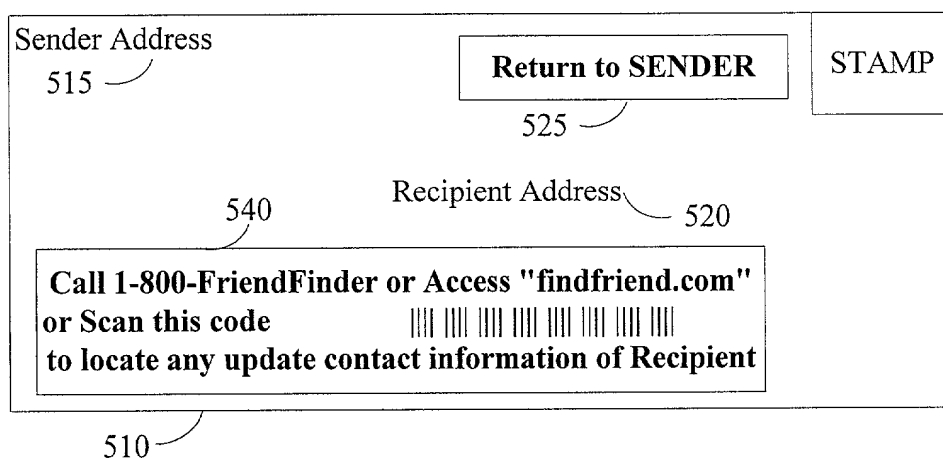 Sender Address
515
Return to SENDER
STAMP
525
Recipient Address
520
540
Call 1-800-FriendFinder or Access "findfriend.com"
or Scan this code
to locate any update contact information of Recipient
510